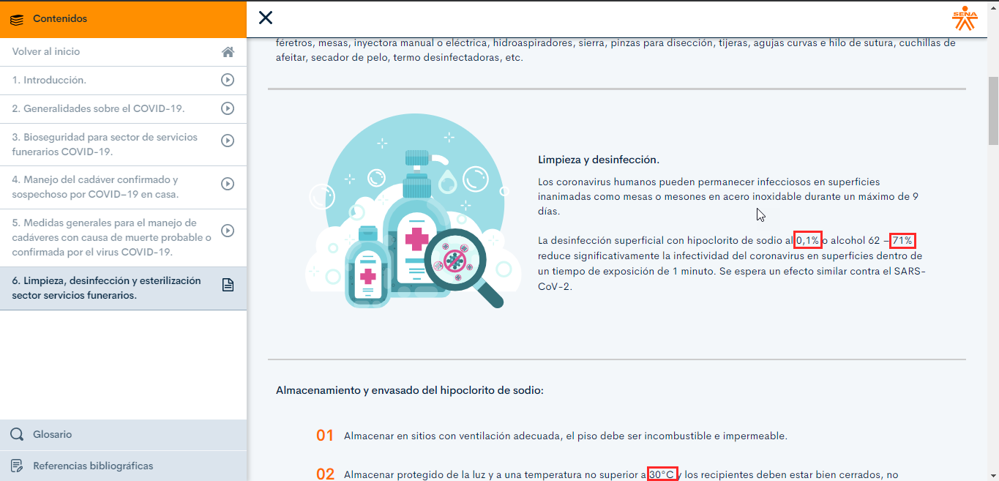 Contenidos
Volver al inicio
1. Introducción.
2. Generalidades sobre el COVID-19.
3. Bioseguridad para sector de servicios
funerarios COVID-19.
4. Manejo del cadáver confirmado y
sospechoso por COVID–19 en casa.
5. Medidas generales para el manejo de
cadáveres con causa de muerte probable o
confirmada por el virus COVID-19.
6. Limpieza, desinfección y esterilización
sector servicios funerarios.
Glosario
Referencias bibliográficas
SENA
féretros, mesas, inyectora manual o eléctrica, hidroaspiradores, sierra, pinzas para disección, tijeras, agujas curvas e hilo de sutura, cuchillas de
afeitar, secador de pelo, termo desinfectadoras, etc.
Limpieza y desinfección.
Los coronavirus humanos pueden permanecer infecciosos en superficies
inanimadas como mesas o mesones en acero inoxidable durante un máximo de 9
días.
La desinfección superficial con hipoclorito de sodio al 0,1% o alcohol 62 – 71%
reduce significativamente la infectividad del coronavirus en superficies dentro de
un tiempo de exposición de 1 minuto. Se espera un efecto similar contra el SARS-
CoV-2.
Almacenamiento y envasado del hipoclorito de sodio:
01 Almacenar en sitios con ventilación adecuada, el piso debe ser incombustible e impermeable.
02 Almacenar protegido de la luz y a una temperatura no superior a 30°C y los recipientes deben estar bien cerrados, no